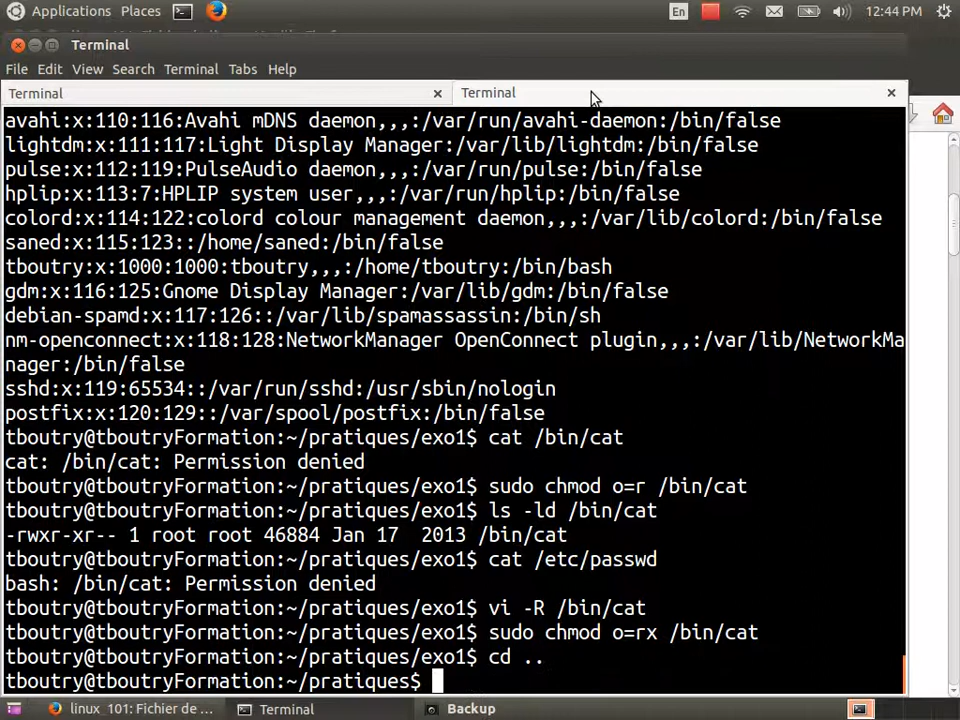 Applications Places En 12:44 PM
Terminal
File Edit View Search Terminal Tabs Help
Terminal Terminal
avahi:x:110:116:Avahi mDNS daemon,,,:/var/run/avahi-daemon:/bin/false
lightdm:x:111:117:Light Display Manager:/var/lib/lightdm:/bin/false
pulse:x:112:119:PulseAudio daemon,,,:/var/run/pulse:/bin/false
hplip:x:113:7:HPLIP system user,,,:/var/run/hplip:/bin/false
colord:x:114:122:colord colour management daemon,,,:/var/lib/colord:/bin/false
saned:x:115:123::/home/saned:/bin/false
tboutry:x:1000:1000:tboutry,,,:/home/tboutry:/bin/bash
gdm:x:116:125:Gnome Display Manager:/var/lib/gdm:/bin/false
debian-spamd:x:117:126::/var/lib/spamassassin:/bin/sh
nm-openconnect:x:118:128:NetworkManager OpenConnect plugin,,,:/var/lib/NetworkMa
nager:/bin/false
sshd:x:119:65534::/var/run/sshd:/usr/sbin/nologin
postfix:x:120:129::/var/spool/postfix:/bin/false
tboutry@tboutryFormation:~/pratiques/exo1$ cat /bin/cat
cat: /bin/cat: Permission denied
tboutry@tboutryFormation:~/pratiques/exo1$ sudo chmod o=r /bin/cat
tboutry@tboutryFormation:~/pratiques/exo1$ ls -ld /bin/cat
-rwxr-xr-- 1 root root 46884 Jan 17  2013 /bin/cat
tboutry@tboutryFormation:~/pratiques/exo1$ cat /etc/passwd
bash: /bin/cat: Permission denied
tboutry@tboutryFormation:~/pratiques/exo1$ vi -R /bin/cat
tboutry@tboutryFormation:~/pratiques/exo1$ sudo chmod o=rx /bin/cat
tboutry@tboutryFormation:~/pratiques/exo1$ cd ..
tboutry@tboutryFormation:~/pratiques$
linux_101: Fichier de ... Terminal Backup